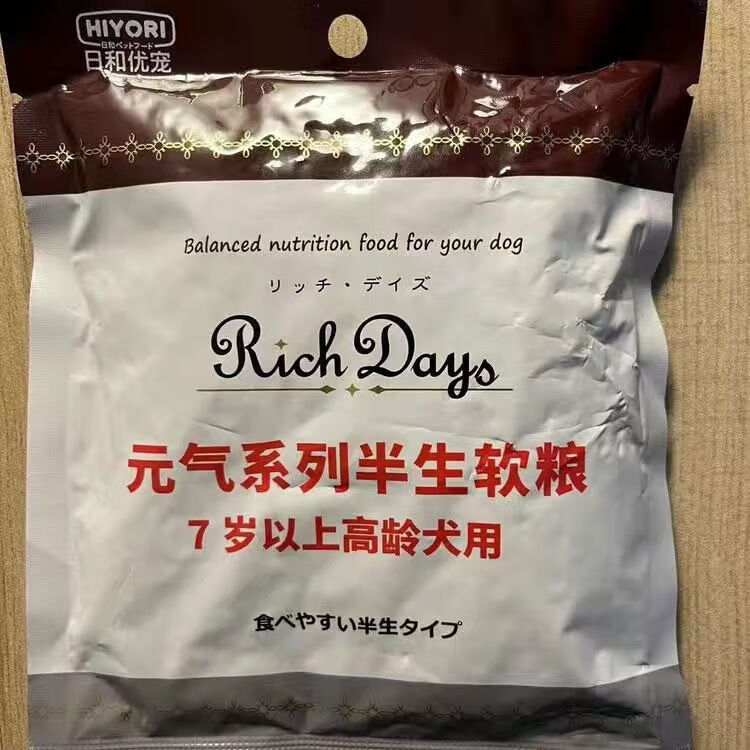 HIYORI
日和ペットフード
日和优宠
Balanced nutrition food for your dog
リッチ・デイズ
Rich Days
元气系列半生软粮
7岁以上高龄犬用
食べやすい半生タイプ